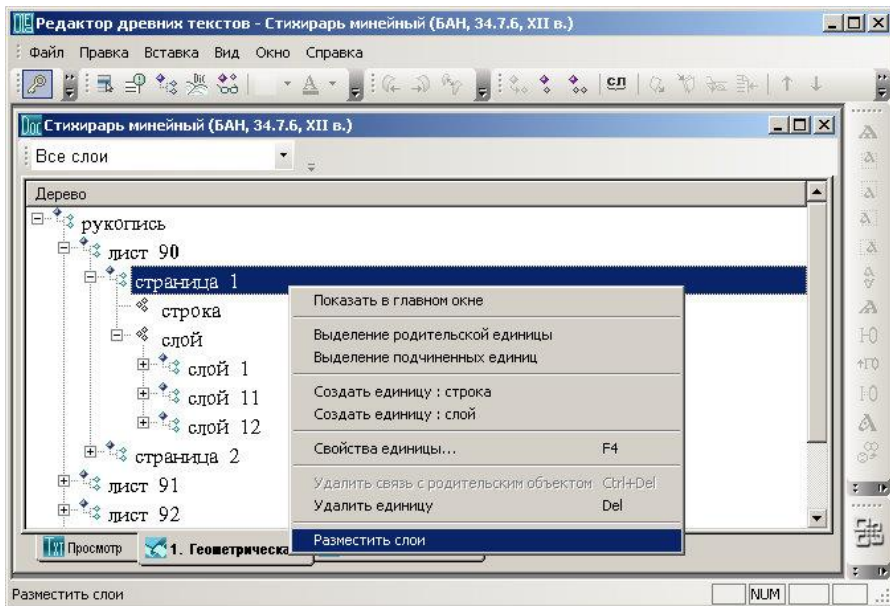 Редактор древних текстов - Стихирарь минейный (БАН, 34.7.6, XII в.)
Файл Правка Вставка Вид Окно Справка
сл
Doc Стихирарь минейный (БАН, 34.7.6, XII в.)
Все слои
Дерево
рукопись
лист 90
страница 1
строка
слой
слой 1
слой 11
слой 12
страница 2
лист 91
лист 92
Показать в главном окне
Выделение родительской единицы
Выделение подчиненных единиц
Создать единицу : строка
Создать единицу : слой
Свойства единицы... F4
Удалить связь с родительским объектом Ctrl+Del
Удалить единицу Del
Разместить слои
Txt Просмотр 1. Геометрическа
Разместить слои NUM